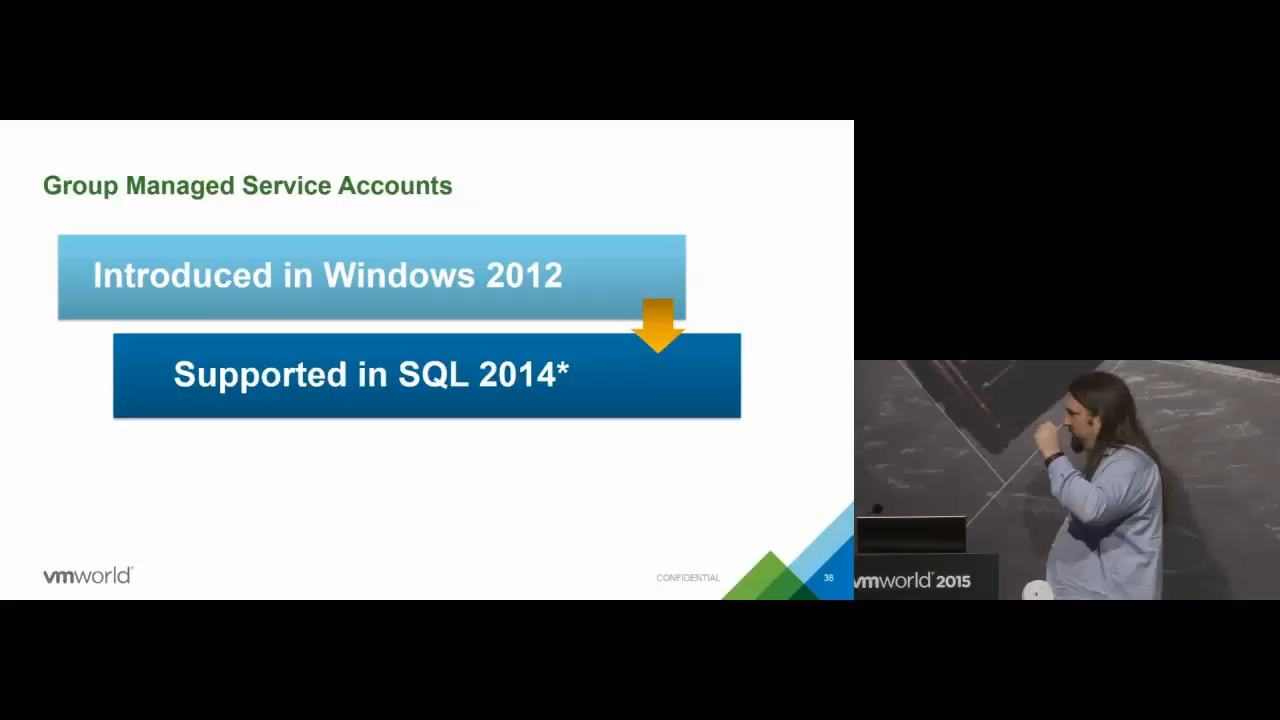 Group Managed Service Accounts
Introduced in Windows 2012
Supported in SQL 2014*
vmworld
CONFIDENTIAL
38
vmworld 2015